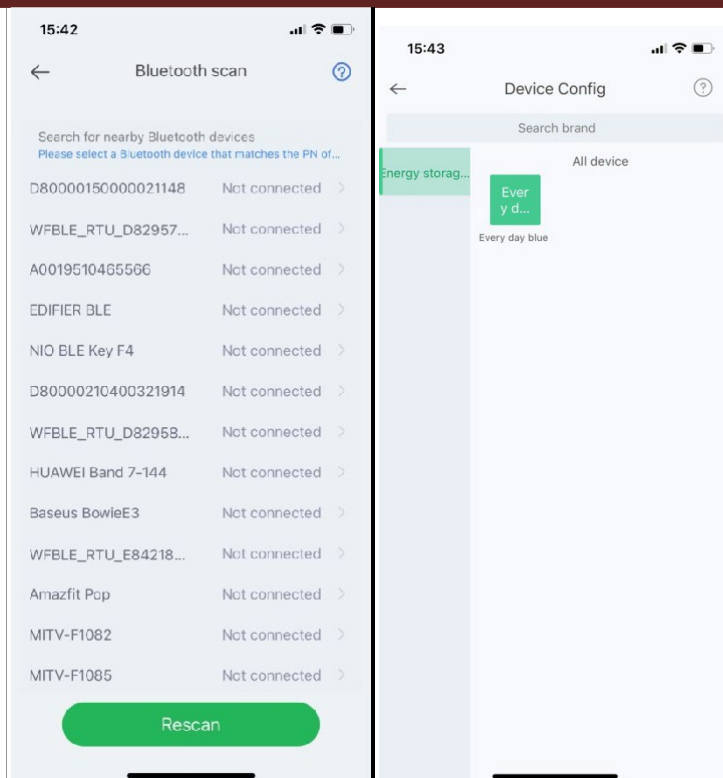 15:42
Bluetooth scan
Search for nearby Bluetooth devices
Please select a Bluetooth device that matches the PN of...
D80000150000021148 Not connected
WFBLE_RTU_D82957... Not connected
A0019510465566 Not connected
EDIFIER BLE Not connected
NIO BLE Key F4 Not connected
D80000210400321914 Not connected
WFBLE_RTU_D82958... Not connected
HUAWEI Band 7-144 Not connected
Baseus BowieE3 Not connected
WFBLE_RTU_E84218... Not connected
Amazfit Pop Not connected
MITV-F1082 Not connected
MITV-F1085 Not connected
Rescan
15:43
Device Config
Search brand
Energy storag...
All device
Ever
y d...
Every day blue